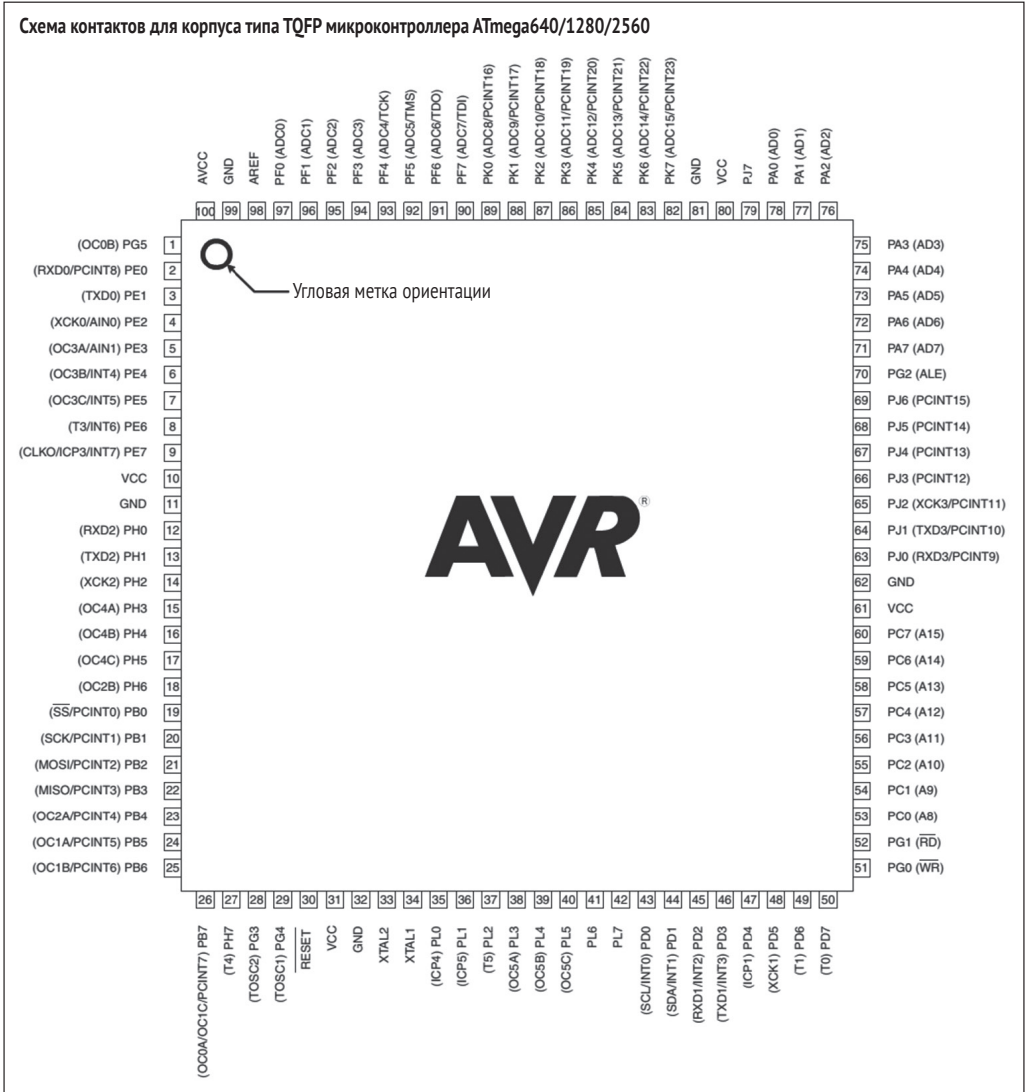 Схема контактов для корпуса типа TQFP микроконтроллера ATmega640/1280/2560
AVCC
GND
AREF
PF0 (ADC0)
PF1 (ADC1)
PF2 (ADC2)
PF3 (ADC3)
PF4 (ADC4/TCK)
PF5 (ADC5/TMS)
PF6 (ADC6/TDO)
PF7 (ADC7/TDI)
PK0 (ADC8/PCINT16)
PK1 (ADC9/PCINT17)
PK2 (ADC10/PCINT18)
PK3 (ADC11/PCINT19)
PK4 (ADC12/PCINT20)
PK5 (ADC13/PCINT21)
PK6 (ADC14/PCINT22)
PK7 (ADC15/PCINT23)
GND
VCC
PJ7
PA0 (AD0)
PA1 (AD1)
PA2 (AD2)
100 99 98 97 96 95 94 93 92 91 90 89 88 87 86 85 84 83 82 81 80 79 78 77 76
(OC0B) PG5 1
(RXD0/PCINT8) PE0 2
(TXD0) PE1 3
(XCK0/AIN0) PE2 4
(OC3A/AIN1) PE3 5
(OC3B/INT4) PE4 6
(OC3C/INT5) PE5 7
(T3/INT6) PE6 8
(CLKO/ICP3/INT7) PE7 9
VCC 10
GND 11
(RXD2) PH0 12
(TXD2) PH1 13
(XCK2) PH2 14
(OC4A) PH3 15
(OC4B) PH4 16
(OC4C) PH5 17
(OC2B) PH6 18
(SS/PCINT0) PB0 19
(SCK/PCINT1) PB1 20
(MOSI/PCINT2) PB2 21
(MISO/PCINT3) PB3 22
(OC2A/PCINT4) PB4 23
(OC1A/PCINT5) PB5 24
(OC1B/PCINT6) PB6 25
Угловая метка ориентации
AVR®
75 PA3 (AD3)
74 PA4 (AD4)
73 PA5 (AD5)
72 PA6 (AD6)
71 PA7 (AD7)
70 PG2 (ALE)
69 PJ6 (PCINT15)
68 PJ5 (PCINT14)
67 PJ4 (PCINT13)
66 PJ3 (PCINT12)
65 PJ2 (XCK3/PCINT11)
64 PJ1 (TXD3/PCINT10)
63 PJ0 (RXD3/PCINT9)
62 GND
61 VCC
60 PC7 (A15)
59 PC6 (A14)
58 PC5 (A13)
57 PC4 (A12)
56 PC3 (A11)
55 PC2 (A10)
54 PC1 (A9)
53 PC0 (A8)
52 PG1 (RD)
51 PG0 (WR)
26 27 28 29 30 31 32 33 34 35 36 37 38 39 40 41 42 43 44 45 46 47 48 49 50
(OC0A/OC1C/PCINT7) PB7
(T4) PH7
(TOSC2) PG3
(TOSC1) PG4
RESET
VCC
GND
XTAL2
XTAL1
(ICP4) PL0
(ICP5) PL1
(T5) PL2
(OC5A) PL3
(OC5B) PL4
(OC5C) PL5
PL6
PL7
(SCL/INT0) PD0
(SDA/INT1) PD1
(RXD1/INT2) PD2
(TXD1/INT3) PD3
(ICP1) PD4
(XCK1) PD5
(T1) PD6
(T0) PD7